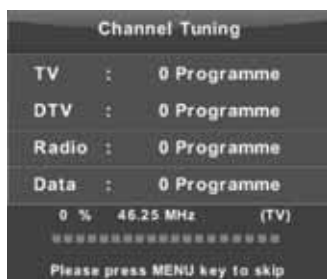 Channel Tuning
TV : 0 Programme
DTV : 0 Programme
Radio : 0 Programme
Data : 0 Programme
0 % 46.25 MHz (TV)
Please press MENU key to skip